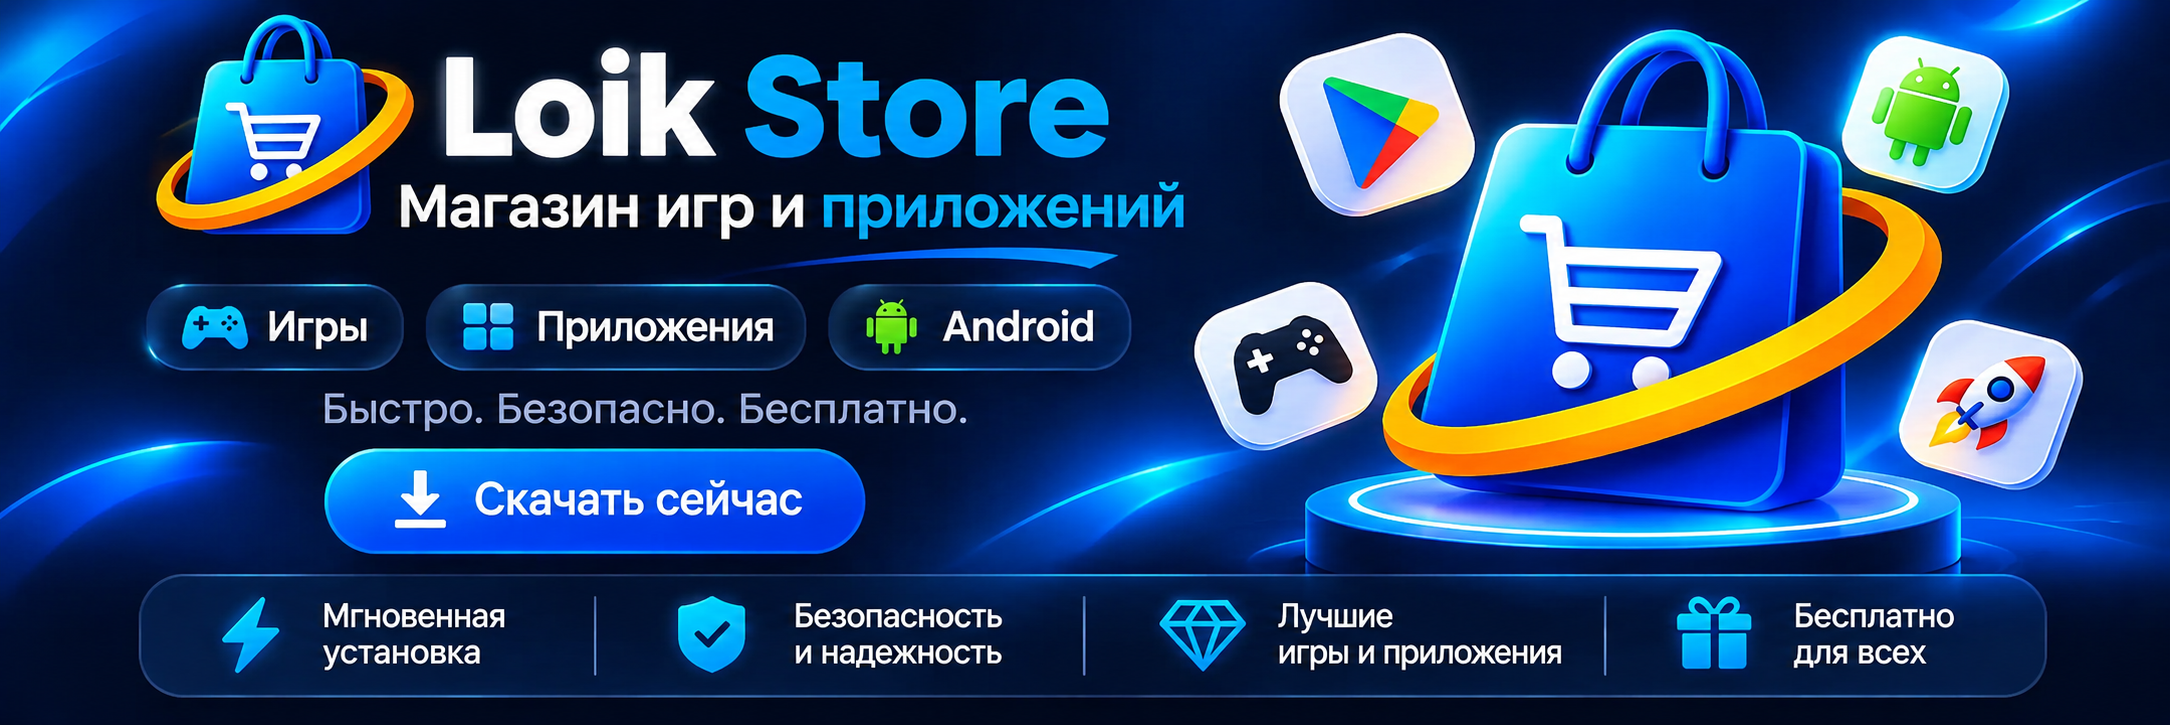 Loik Store
Магазин игр и приложений
Игры
Приложения
Android
Быстро. Безопасно. Бесплатно.
Скачать сейчас
Мгновенная
установка
Безопасность
и надежность
Лучшие
игры и приложения
Бесплатно
для всех